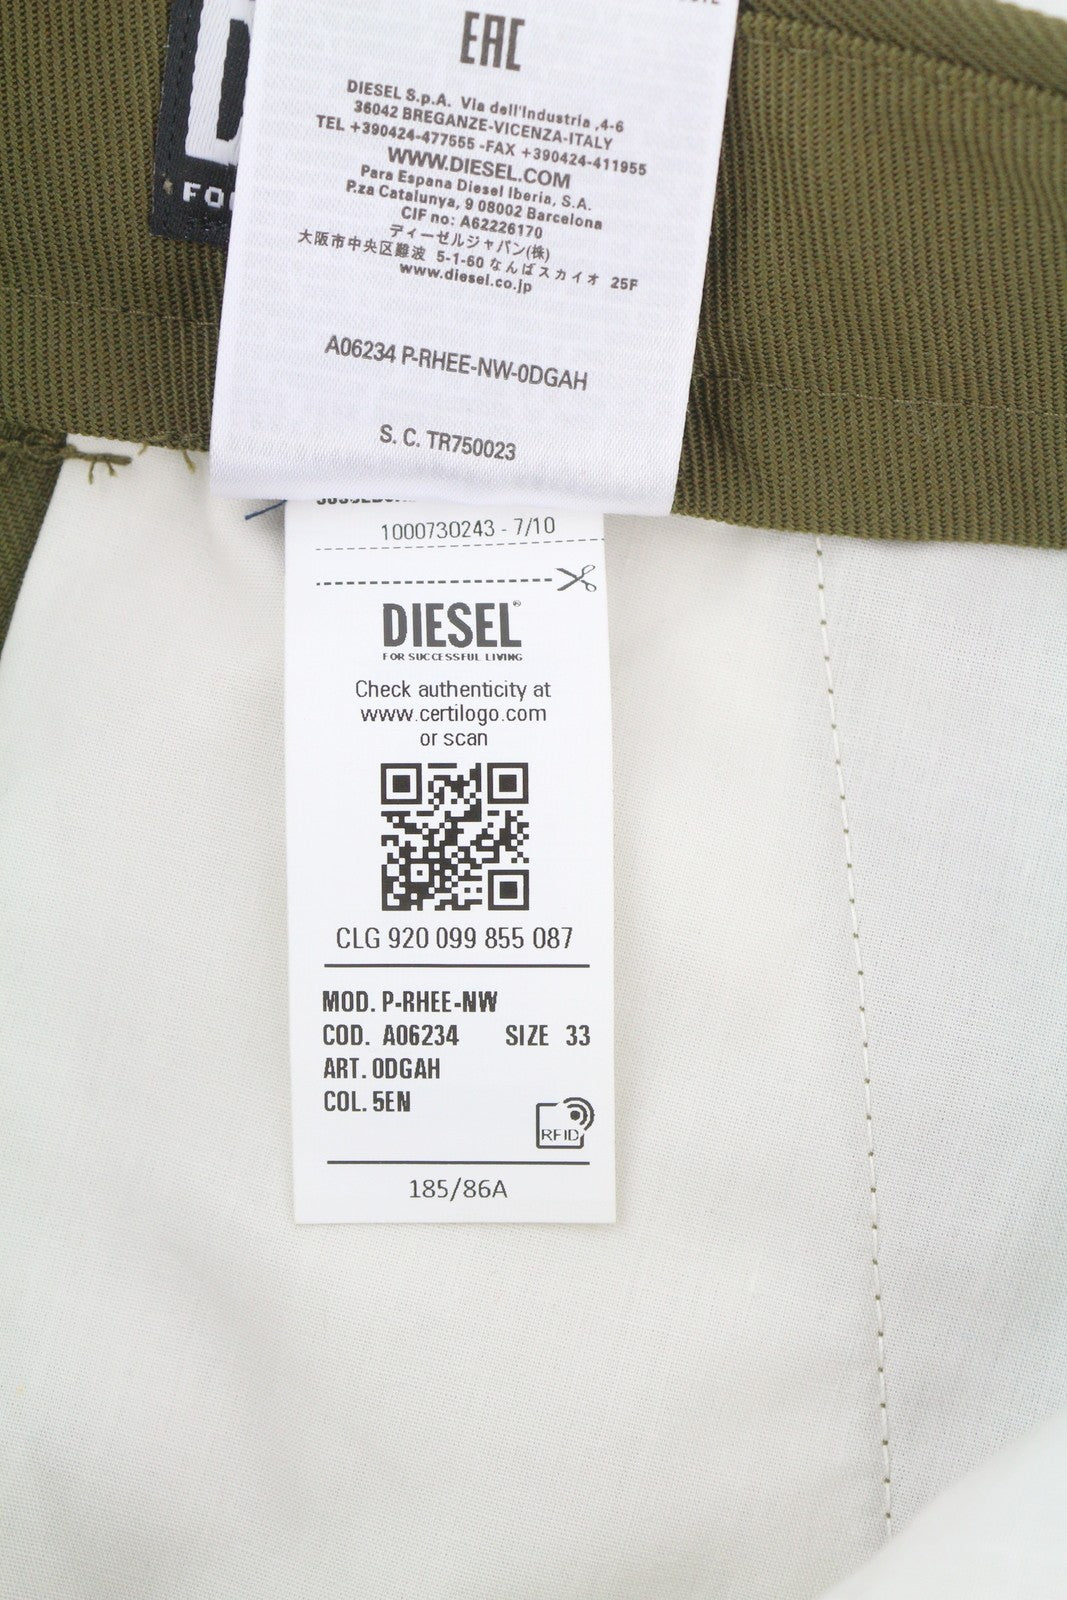 EAC
DIESEL S.p.A. Via dell'Industria ,4-6
36042 BREGANZE-VICENZA-ITALY
TEL +390424-477555 -FAX +390424-411955
WWW.DIESEL.COM
Para Espana Diesel Iberia, S.A.
P.za Catalunya, 9 08002 Barcelona
CIF no: A62226170
ディーゼルジャパン(株)
大阪市中央区難波 5-1-60 なんばスカイオ 25F
www.diesel.co.jp
A06234 P-RHEE-NW-0DGAH
S. C. TR750023
1000730243 - 7/10
DIESEL®
FOR SUCCESSFUL LIVING
Check authenticity at
www.certilogo.com
or scan
CLG 920 099 855 087
MOD. P-RHEE-NW
COD. A06234 SIZE 33
ART. 0DGAH
COL. 5EN
RFID
185/86A